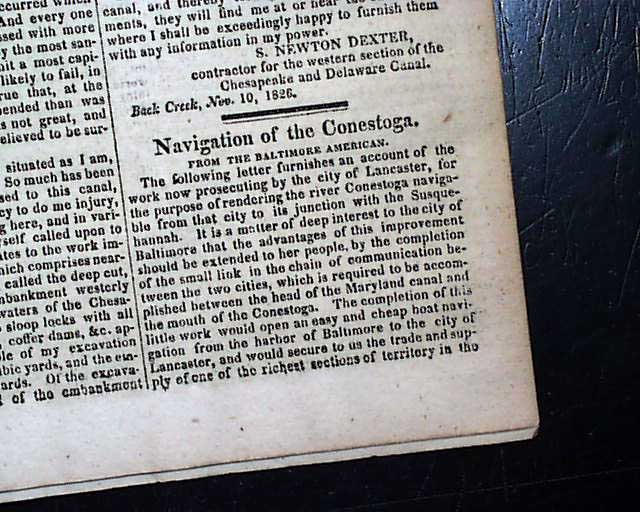 ccurred which
And every one
ssed with more
y the most san-
hit a most capi-
likely to fail, in
rue that, at the
pended than was
s not great, and
elieved to be sur-
situated as I am,
So much has been
sed to this canal,
cy to do me injury,
g here, and in vari-
self called upon to
ates to the work im-
hich comprises near-
called the deep cut,
mbankment westerly
waters of the Chesa-
sloop locks with all
coffer dams, &c. ap-
le of my excavation
bic yards, and the em-
ards. Of the excava-
of the embankment
canal, and thereby
ments, they will find me at or near the
where I shall be exceedingly happy to furnish them
with any information in my power.
S. NEWTON DEXTER,
contractor for the western section of the
Chesapeake and Delaware Canal.
Back Creek, Nov. 10, 1826.
Navigation of the Conestoga.
FROM THE BALTIMORE AMERICAN.
The following letter furnishes an account of the
work now prosecuting by the city of Lancaster, for
the purpose of rendering the river Conestoga naviga-
ble from that city to its junction with the Susque-
hannah. It is a matter of deep interest to the city of
Baltimore that the advantages of this improvement
should be extended to her people, by the completion
of the small link in the chain of communication be-
tween the two cities, which is required to be accom-
plished between the head of the Maryland canal and
the mouth of the Conestoga. The completion of this
little work would open an easy and cheap boat navi-
gation from the harbor of Baltimore to the city of
Lancaster, and would secure to us the trade and sup-
ply of one of the richest sections of territory in the